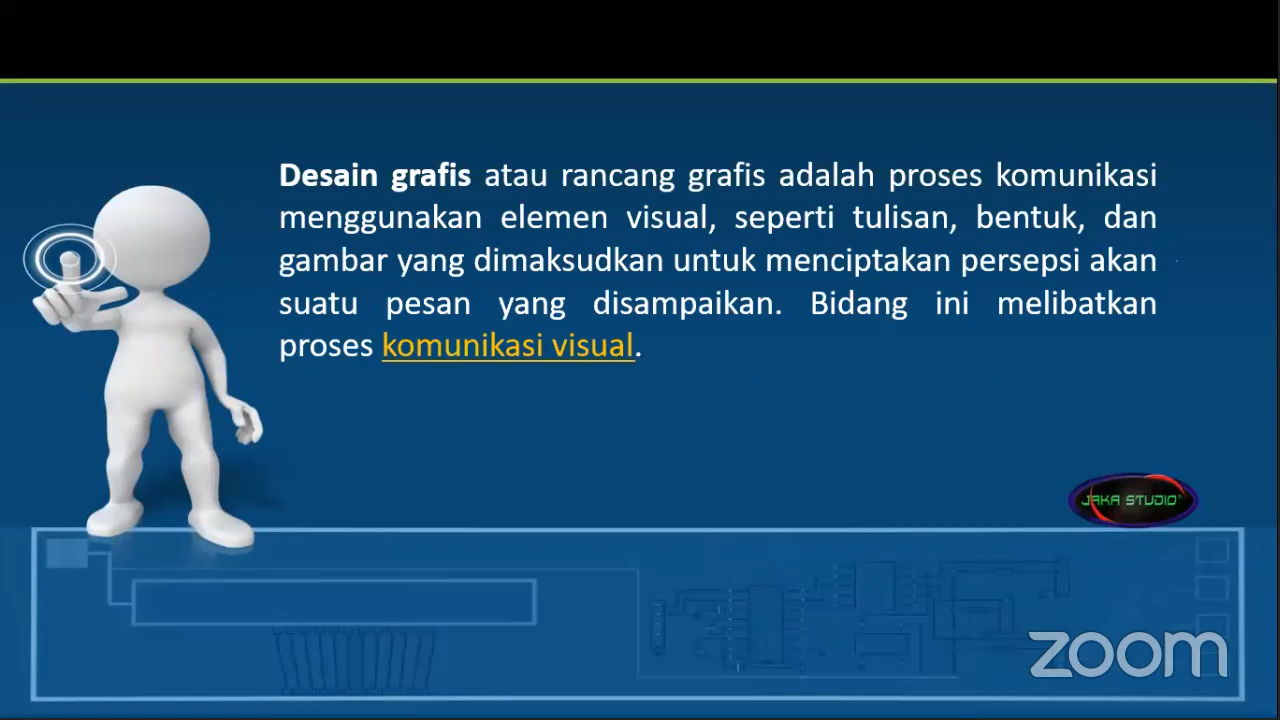 Desain grafis atau rancang grafis adalah proses komunikasi
menggunakan elemen visual, seperti tulisan, bentuk, dan
gambar yang dimaksudkan untuk menciptakan persepsi akan
suatu pesan yang disampaikan. Bidang ini melibatkan
proses komunikasi visual.
JAKA STUDIO
zoom